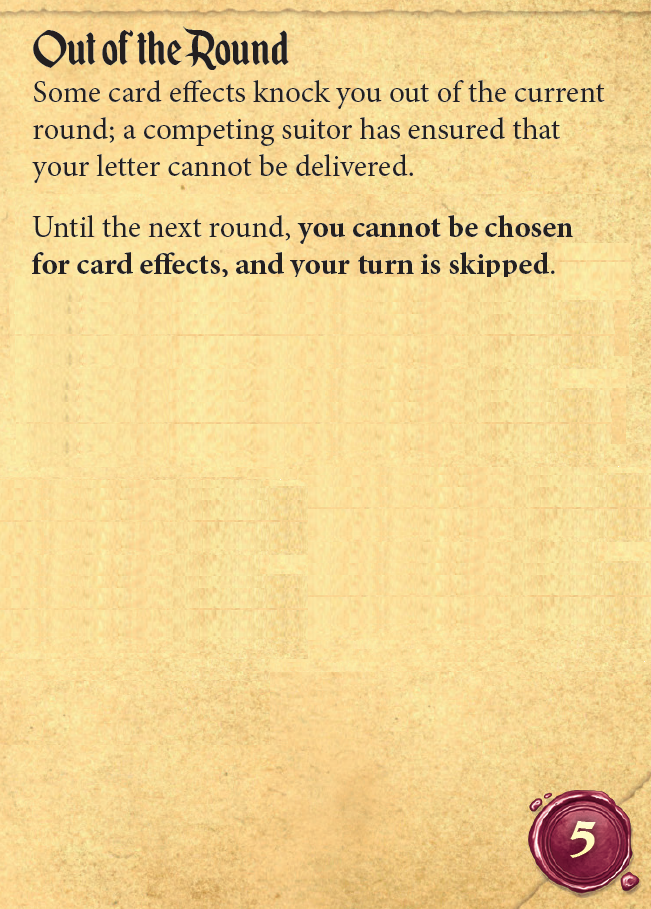 Out of the Round
Some card effects knock you out of the current
round; a competing suitor has ensured that
your letter cannot be delivered.
Until the next round, you cannot be chosen
for card effects, and your turn is skipped.
5